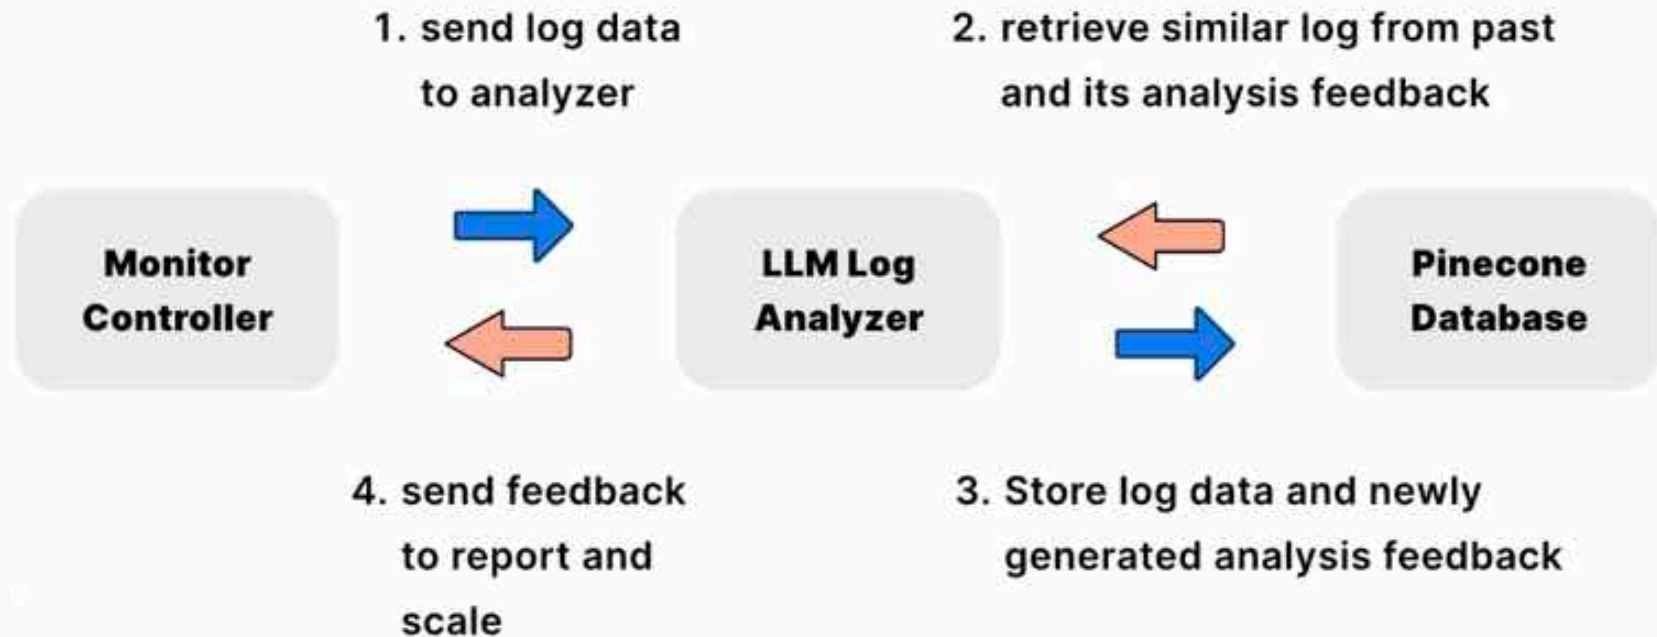 1. send log data
to analyzer
2. retrieve similar log from past
and its analysis feedback
Monitor
Controller
LLM Log
Analyzer
Pinecone
Database
4. send feedback
to report and
scale
3. Store log data and newly
generated analysis feedback